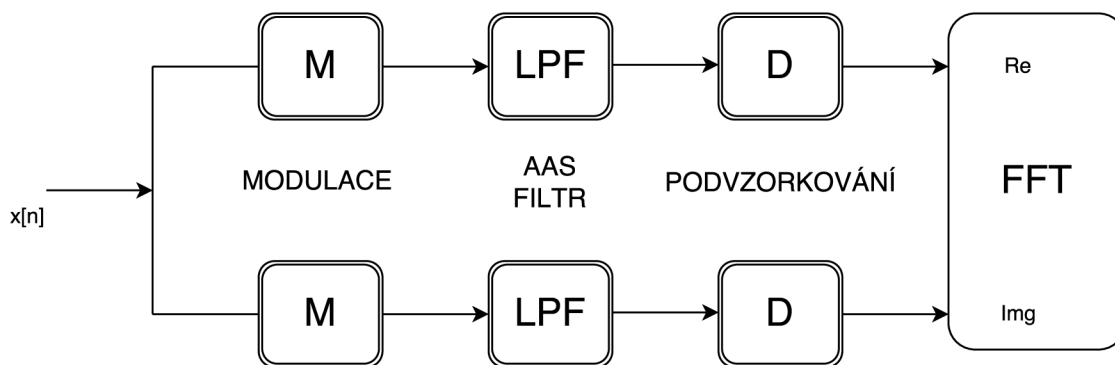 M
LPF
D
Re
MODULACE
AAS
FILTR
PODVZORKOVÁNÍ
FFT
x[n]
M
LPF
D
Img